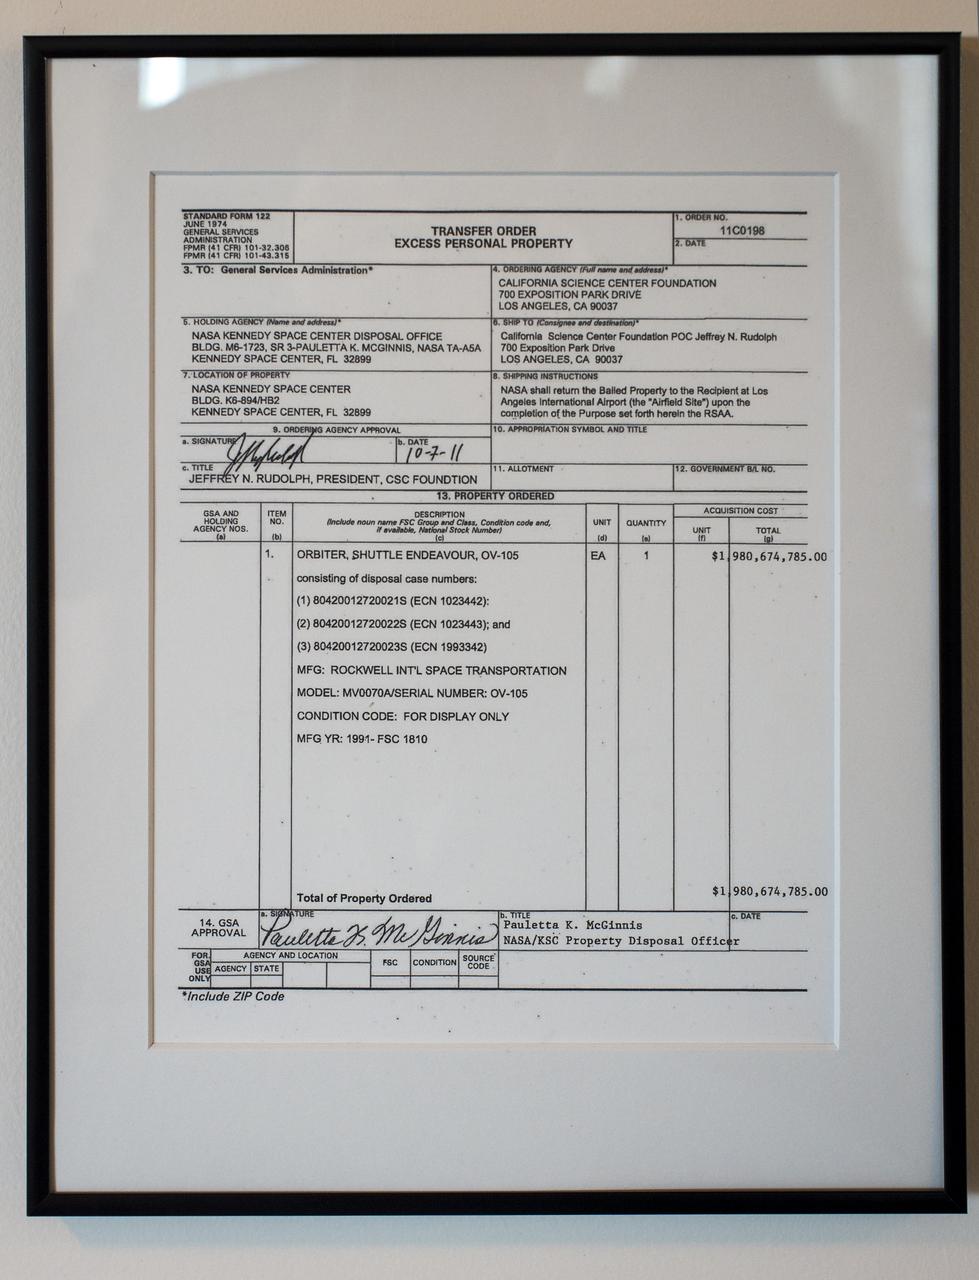 STANDARD FORM 122
JUNE 1974
GENERAL SERVICES
ADMINISTRATION
FPMR (41 CFR) 101-32.306
FPMR (41 CFR) 101-43.315
TRANSFER ORDER
EXCESS PERSONAL PROPERTY
1. ORDER NO.
11C0198
2. DATE
3. TO: General Services Administration*
4. ORDERING AGENCY (Full name and address)*
CALIFORNIA SCIENCE CENTER FOUNDATION
700 EXPOSITION PARK DRIVE
LOS ANGELES, CA 90037
5. HOLDING AGENCY (Name and address)*
NASA KENNEDY SPACE CENTER DISPOSAL OFFICE
BLDG. M6-1723, SR 3-PAULETTA K. MCGINNIS, NASA TA-A5A
KENNEDY SPACE CENTER, FL 32899
6. SHIP TO (Consignee and destination)*
California Science Center Foundation POC Jeffrey N. Rudolph
700 Exposition Park Drive
LOS ANGELES, CA 90037
7. LOCATION OF PROPERTY
NASA KENNEDY SPACE CENTER
BLDG. K6-894/HB2
KENNEDY SPACE CENTER, FL 32899
8. SHIPPING INSTRUCTIONS
NASA shall return the Bailed Property to the Recipient at Los
Angeles International Airport (the "Airfield Site") upon the
completion of the Purpose set forth herein the RSAA.
9. ORDERING AGENCY APPROVAL
a. SIGNATURE
b. DATE
10-7-11
c. TITLE
JEFFREY N. RUDOLPH, PRESIDENT, CSC FOUNDTION
10. APPROPRIATION SYMBOL AND TITLE
11. ALLOTMENT
12. GOVERNMENT B/L NO.
13. PROPERTY ORDERED
GSA AND
HOLDING
AGENCY NOS.
(a)
ITEM
NO.
(b)
DESCRIPTION
(Include noun name FSC Group and Class, Condition code and,
if available, National Stock Number)
(c)
UNIT
(d)
QUANTITY
(e)
ACQUISITION COST
UNIT
(f)
TOTAL
(g)
1. ORBITER, SHUTTLE ENDEAVOUR, OV-105 EA 1 $1,980,674,785.00
consisting of disposal case numbers:
(1) 80420012720021S (ECN 1023442):
(2) 80420012720022S (ECN 1023443); and
(3) 80420012720023S (ECN 1993342)
MFG: ROCKWELL INT'L SPACE TRANSPORTATION
MODEL: MV0070A/SERIAL NUMBER: OV-105
CONDITION CODE: FOR DISPLAY ONLY
MFG YR: 1991- FSC 1810
Total of Property Ordered $1,980,674,785.00
14. GSA
APPROVAL
a. SIGNATURE
Pauletta K. McGinnis
b. TITLE
Pauletta K. McGinnis
NASA/KSC Property Disposal Officer
c. DATE
FOR
GSA
USE
ONLY
AGENCY AND LOCATION
AGENCY STATE
FSC
CONDITION
SOURCE
CODE
*Include ZIP Code